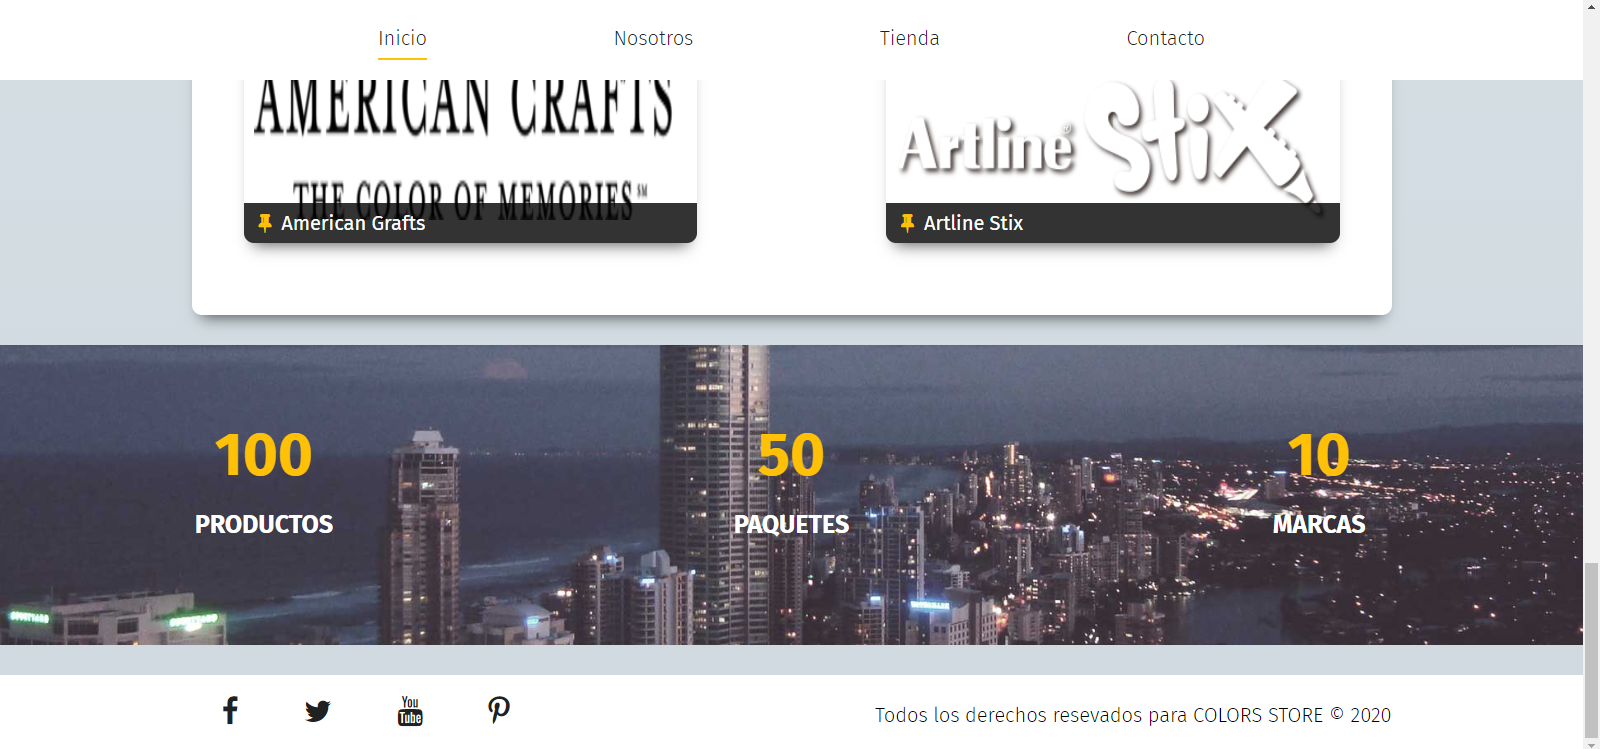 Inicio Nosotros Tienda Contacto
AMERICAN CRAFTS
THE COLOR OF MEMORIES℠
American Grafts
Artline® Stix
Artline Stix
100 50 10
PRODUCTOS PAQUETES MARCAS
You
Tube
Todos los derechos resevados para COLORS STORE © 2020